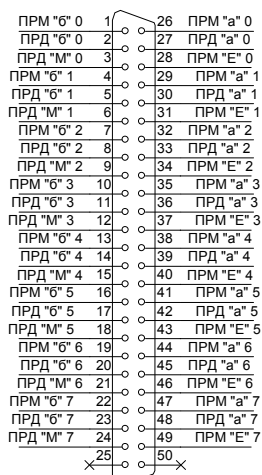 ПРМ "б" 0 1 26 ПРМ "а" 0
ПРД "б" 0 2 27 ПРД "а" 0
ПРД "М" 0 3 28 ПРМ "Е" 0
ПРМ "б" 1 4 29 ПРМ "а" 1
ПРД "б" 1 5 30 ПРД "а" 1
ПРД "М" 1 6 31 ПРМ "Е" 1
ПРМ "б" 2 7 32 ПРМ "а" 2
ПРД "б" 2 8 33 ПРД "а" 2
ПРД "М" 2 9 34 ПРМ "Е" 2
ПРМ "б" 3 10 35 ПРМ "а" 3
ПРД "б" 3 11 36 ПРД "а" 3
ПРД "М" 3 12 37 ПРМ "Е" 3
ПРМ "б" 4 13 38 ПРМ "а" 4
ПРД "б" 4 14 39 ПРД "а" 4
ПРД "М" 4 15 40 ПРМ "Е" 4
ПРМ "б" 5 16 41 ПРМ "а" 5
ПРД "б" 5 17 42 ПРД "а" 5
ПРД "М" 5 18 43 ПРМ "Е" 5
ПРМ "б" 6 19 44 ПРМ "а" 6
ПРД "б" 6 20 45 ПРД "а" 6
ПРД "М" 6 21 46 ПРМ "Е" 6
ПРМ "б" 7 22 47 ПРМ "а" 7
ПРД "б" 7 23 48 ПРД "а" 7
ПРД "М" 7 24 49 ПРМ "Е" 7
25 50